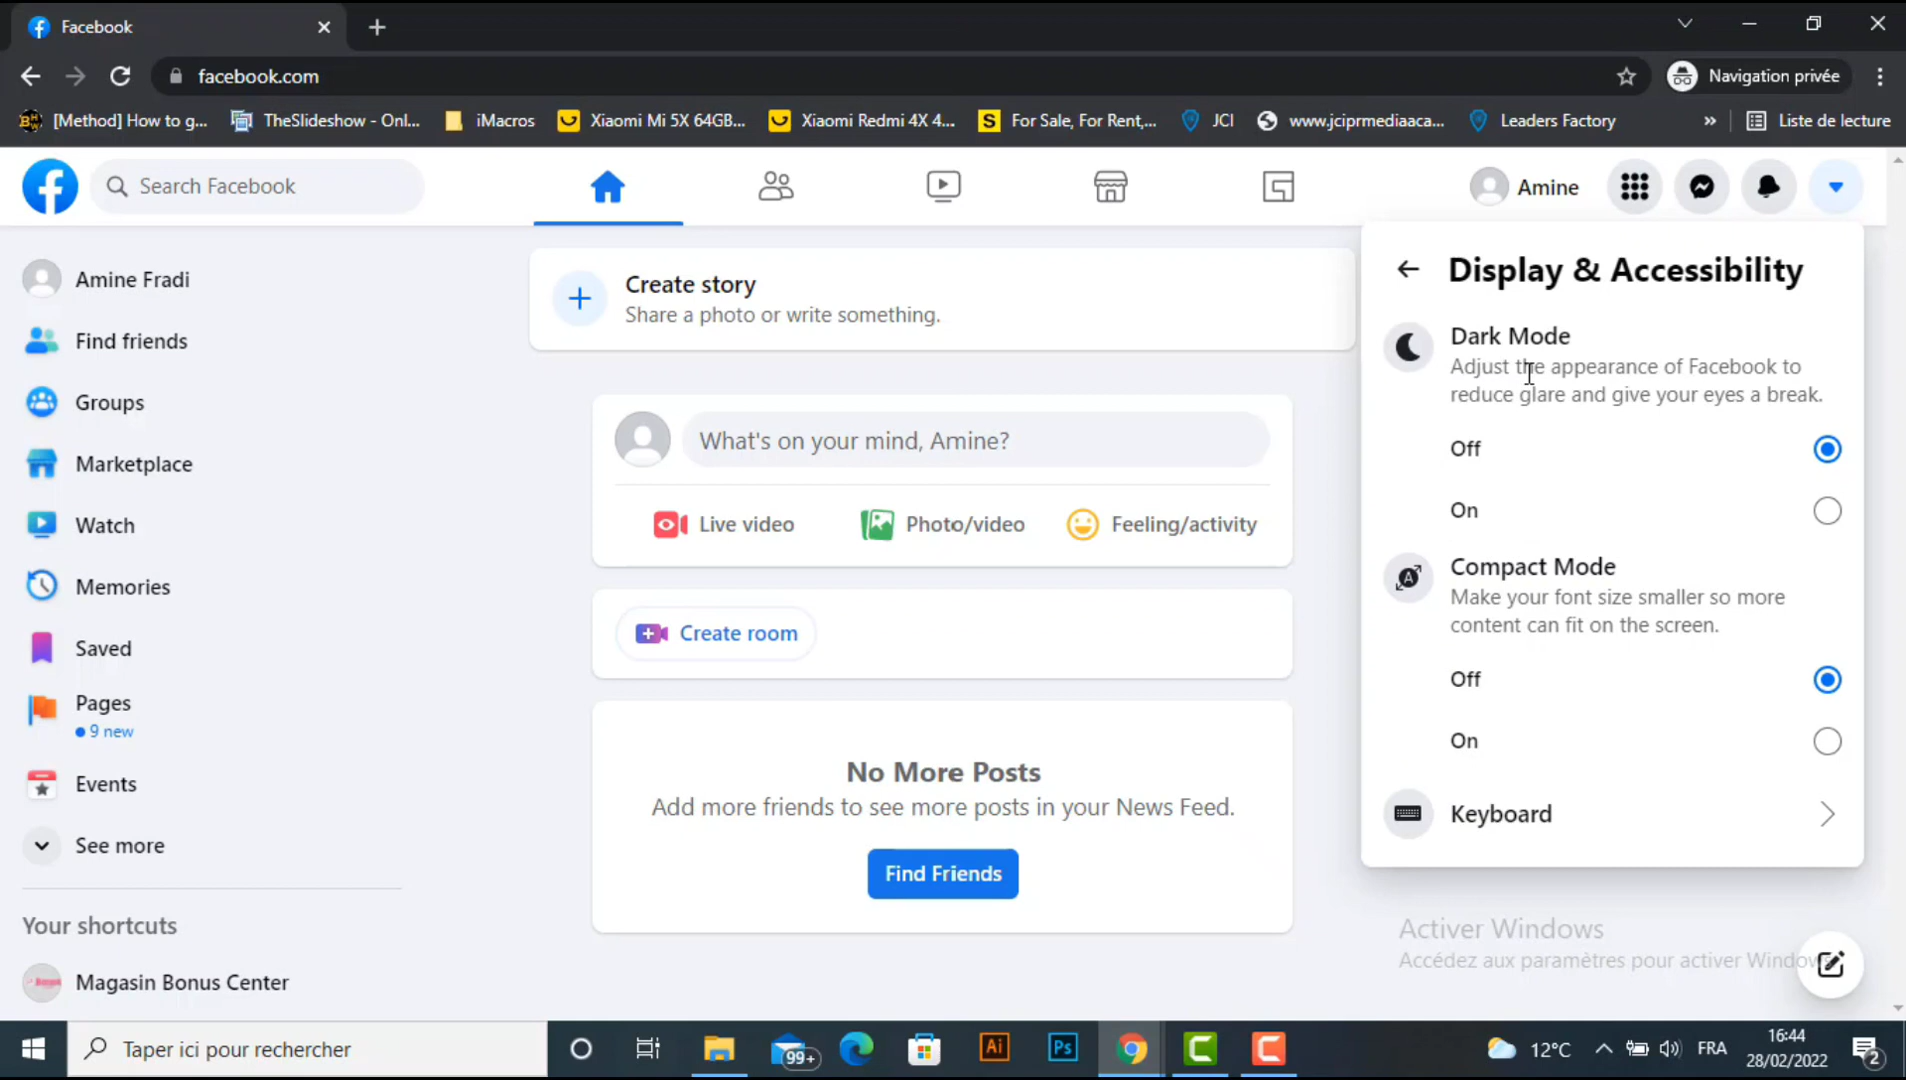 Facebook
facebook.com
Navigation privée
[Method] How to g...
TheSlideshow - Onl...
iMacros
Xiaomi Mi 5X 64GB...
Xiaomi Redmi 4X 4...
S
For Sale, For Rent,...
JCI
www.jciprmediaaca...
Leaders Factory
»
Liste de lecture
Search Facebook
Amine
Amine Fradi
Find friends
Groups
Marketplace
Watch
Memories
Saved
Pages
9 new
Events
See more
Your shortcuts
Magasin Bonus Center
Create story
Share a photo or write something.
What's on your mind, Amine?
Live video
Photo/video
Feeling/activity
Create room
No More Posts
Add more friends to see more posts in your News Feed.
Find Friends
Display & Accessibility
Dark Mode
Adjust the appearance of Facebook to
reduce glare and give your eyes a break.
Off
On
Compact Mode
Make your font size smaller so more
content can fit on the screen.
Off
On
Keyboard
Activer Windows
Accédez aux paramètres pour activer Windows
Taper ici pour rechercher
99+
Ai
Ps
12°C
FRA
16:44
28/02/2022
2